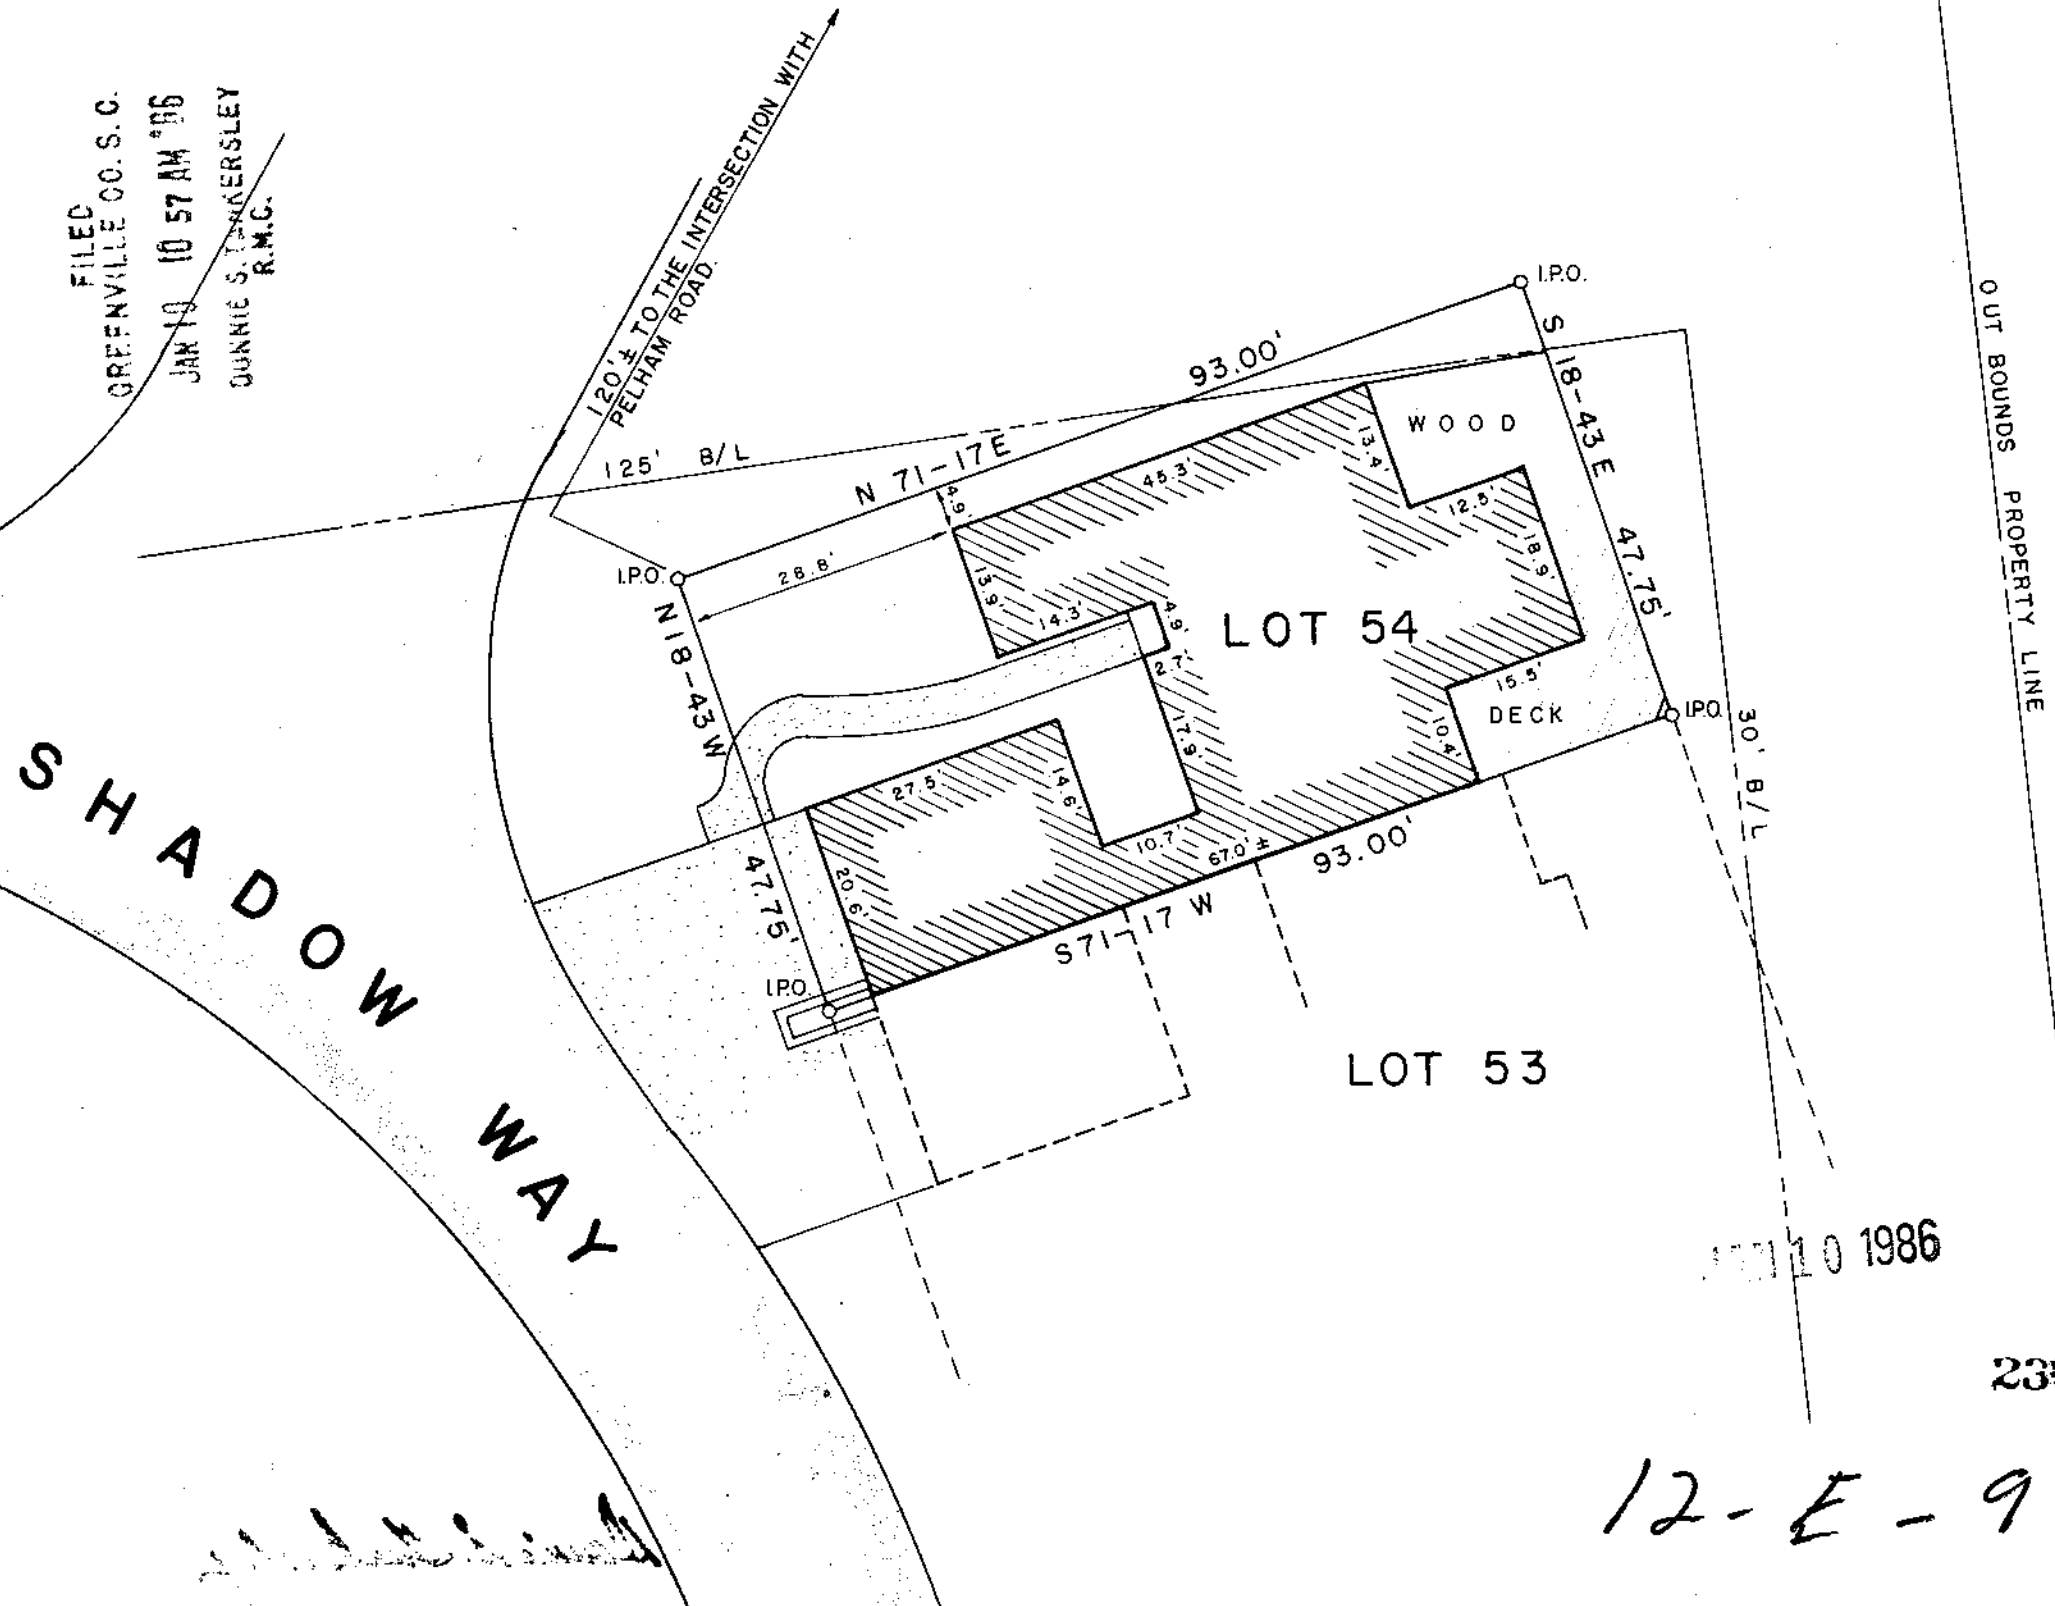 FILED
GREENVILLE CO. S. C.
JAN 10 10 57 AM '86
DONNIE S. TANKERSLEY
R.M.C.
120'± TO THE INTERSECTION WITH
PELHAM ROAD.
125' B/L
I.P.O.
93.00'
N 71-17 E
S 18-43 E 47.75'
OUT BOUNDS PROPERTY LINE
WOOD
13.4'
45.3'
12.5'
4.9'
18.9'
I.P.O.
28.8'
13.9'
14.3'
4.9'
LOT 54
2.7'
N 18-43 W
15.5'
DECK
I.P.O.
30' B/L
10.4'
17.9'
27.5'
14.6'
10.7'
67.0'±
93.00'
47.75'
20.6'
S 71-17 W
I.P.O.
SHADOW WAY
LOT 53
10 1986
12-E-9